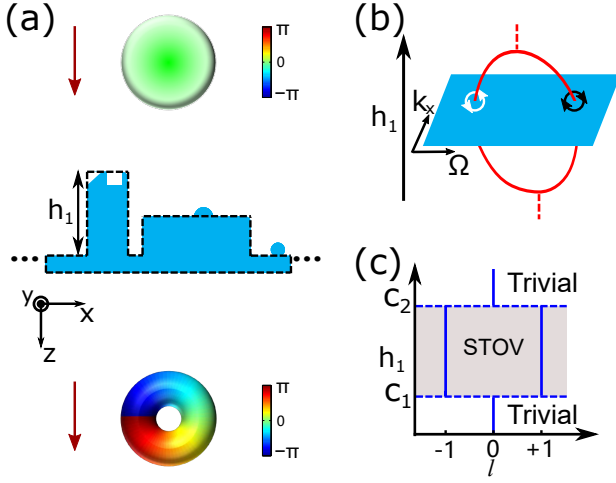 (a)
π
0
−π
h₁
y
x
z
π
0
−π
(b)
h₁
kₓ
Ω
(c)
Trivial
C₂
STOV
h₁
C₁
Trivial
-1
0
+1
l